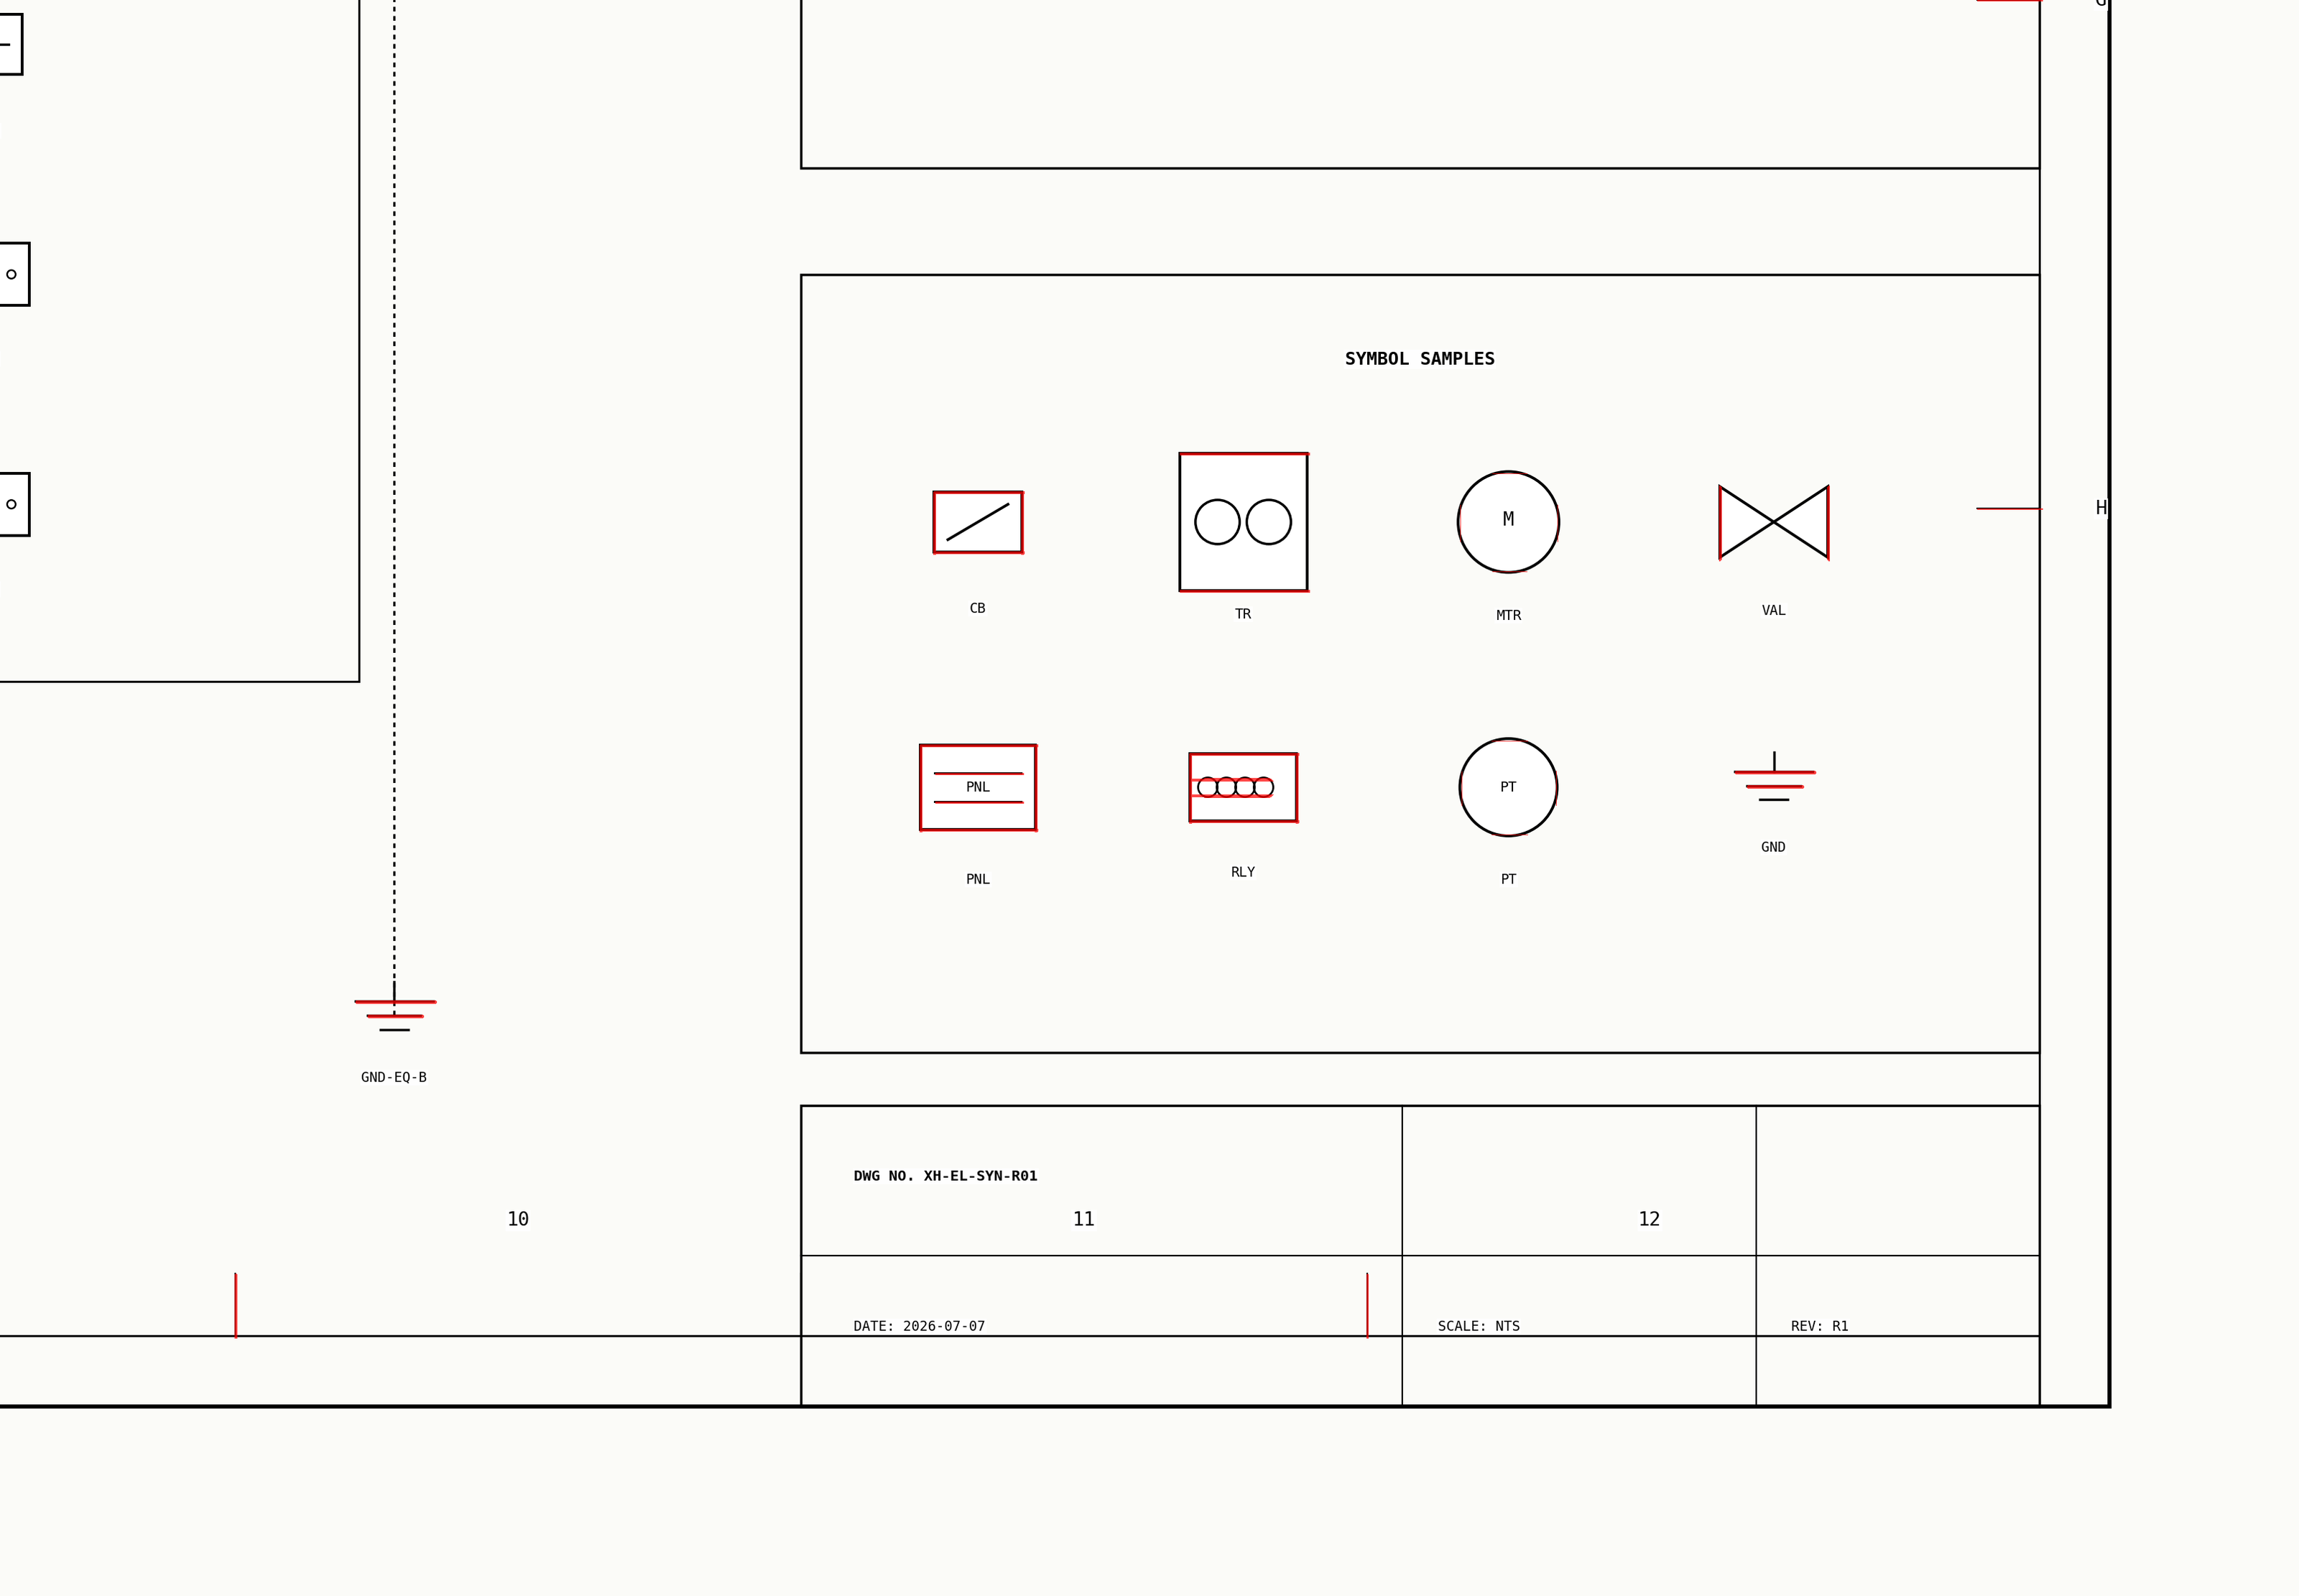 G
SYMBOL SAMPLES
M
H
CB
TR
MTR
VAL
PNL
PT
PNL
RLY
PT
GND
GND-EQ-B
DWG NO. XH-EL-SYN-R01
10
11
12
DATE: 2026-07-07
SCALE: NTS
REV: R1